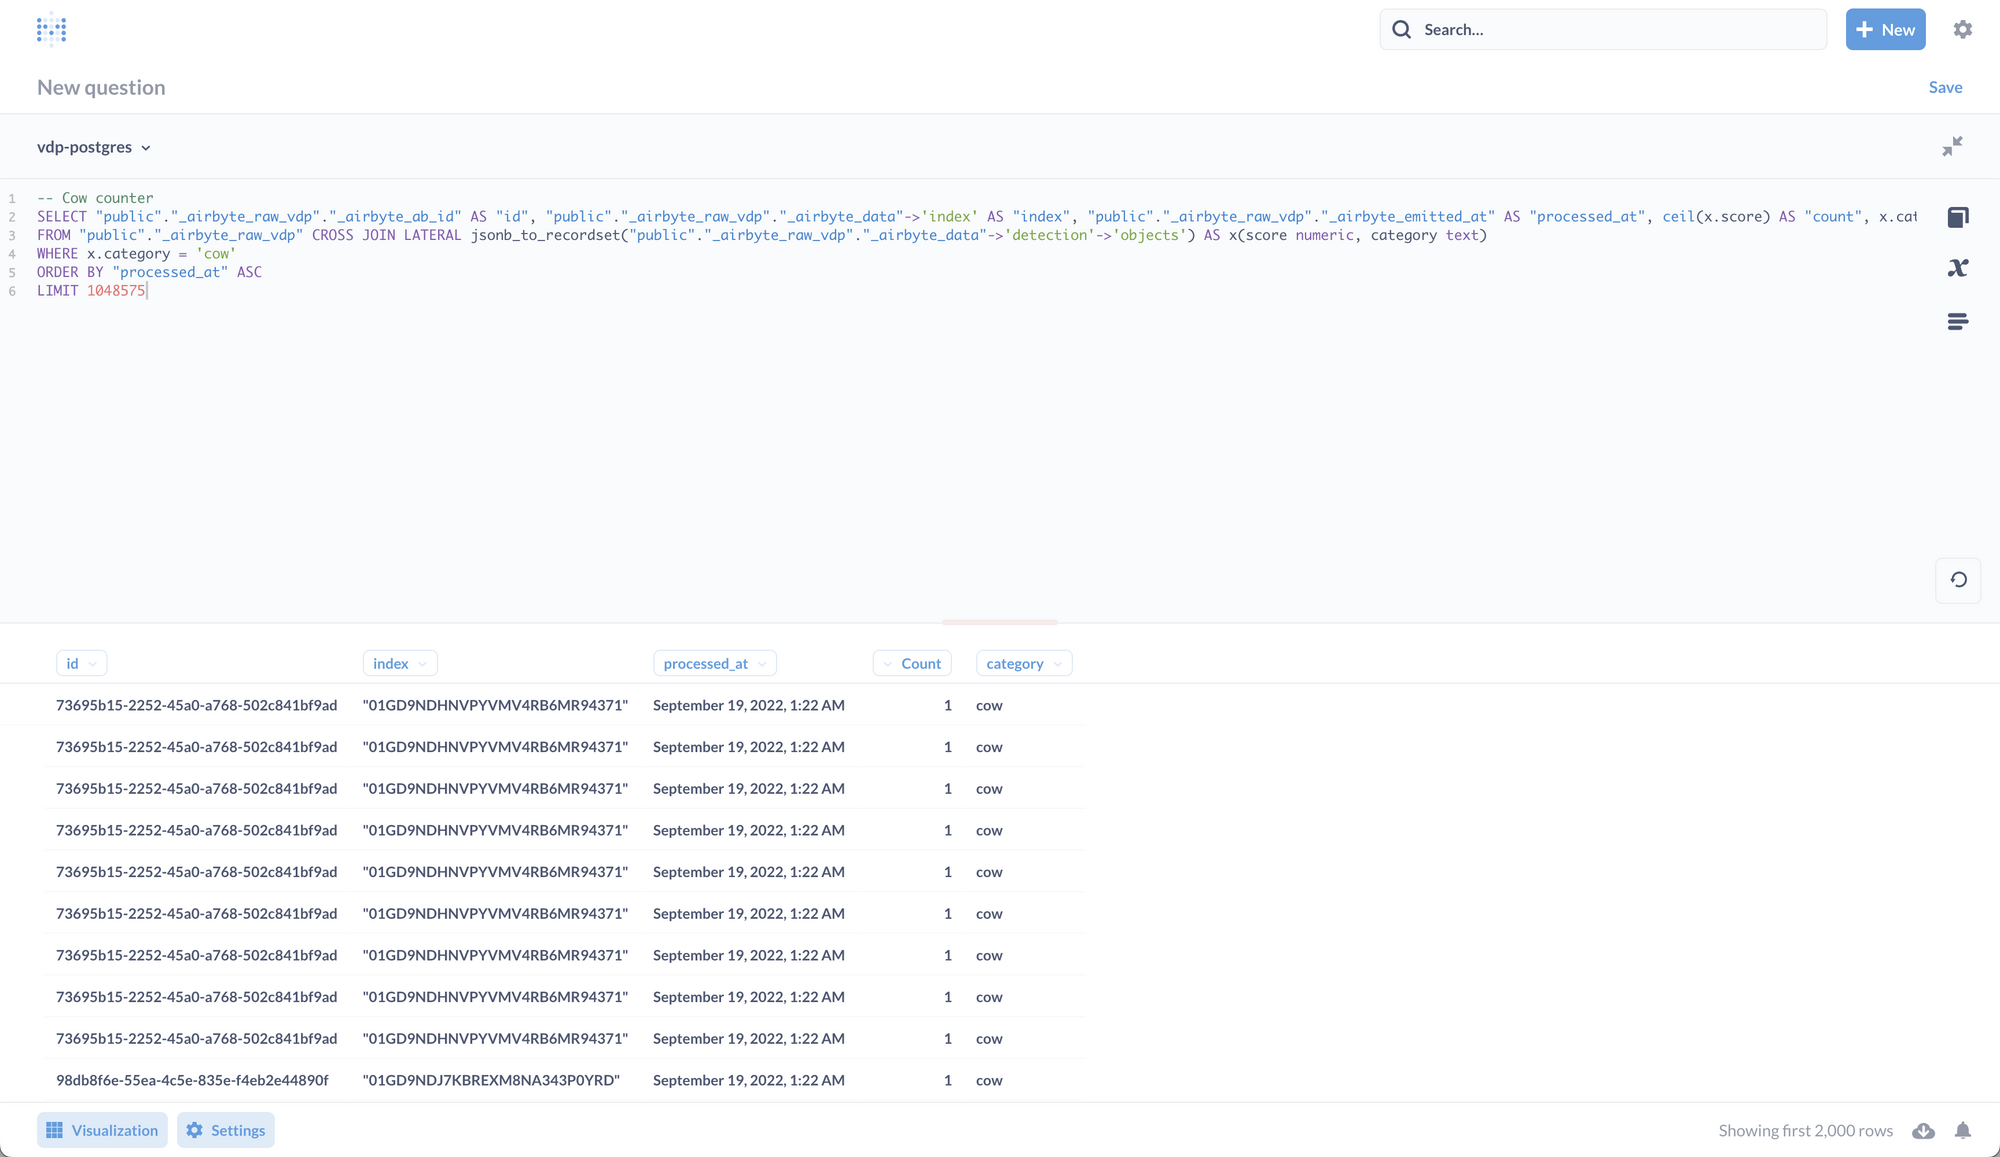 Search...
New
New question
Save
vdp-postgres
1 -- Cow counter
2 SELECT "public"."_airbyte_raw_vdp"."_airbyte_ab_id" AS "id", "public"."_airbyte_raw_vdp"."_airbyte_data"->'index' AS "index", "public"."_airbyte_raw_vdp"."_airbyte_emitted_at" AS "processed_at", ceil(x.score) AS "count", x.cat
3 FROM "public"."_airbyte_raw_vdp" CROSS JOIN LATERAL jsonb_to_recordset("public"."_airbyte_raw_vdp"."_airbyte_data"->'detection'->'objects') AS x(score numeric, category text)
4 WHERE x.category = 'cow'
5 ORDER BY "processed_at" ASC
6 LIMIT 1048575
id index processed_at Count category
73695b15-2252-45a0-a768-502c841bf9ad "01GD9NDHNVPYVMV4RB6MR94371" September 19, 2022, 1:22 AM 1 cow
73695b15-2252-45a0-a768-502c841bf9ad "01GD9NDHNVPYVMV4RB6MR94371" September 19, 2022, 1:22 AM 1 cow
73695b15-2252-45a0-a768-502c841bf9ad "01GD9NDHNVPYVMV4RB6MR94371" September 19, 2022, 1:22 AM 1 cow
73695b15-2252-45a0-a768-502c841bf9ad "01GD9NDHNVPYVMV4RB6MR94371" September 19, 2022, 1:22 AM 1 cow
73695b15-2252-45a0-a768-502c841bf9ad "01GD9NDHNVPYVMV4RB6MR94371" September 19, 2022, 1:22 AM 1 cow
73695b15-2252-45a0-a768-502c841bf9ad "01GD9NDHNVPYVMV4RB6MR94371" September 19, 2022, 1:22 AM 1 cow
73695b15-2252-45a0-a768-502c841bf9ad "01GD9NDHNVPYVMV4RB6MR94371" September 19, 2022, 1:22 AM 1 cow
73695b15-2252-45a0-a768-502c841bf9ad "01GD9NDHNVPYVMV4RB6MR94371" September 19, 2022, 1:22 AM 1 cow
73695b15-2252-45a0-a768-502c841bf9ad "01GD9NDHNVPYVMV4RB6MR94371" September 19, 2022, 1:22 AM 1 cow
98db8f6e-55ea-4c5e-835e-f4eb2e44890f "01GD9NDJ7KBREXM8NA343P0YRD" September 19, 2022, 1:22 AM 1 cow
Visualization Settings Showing first 2,000 rows